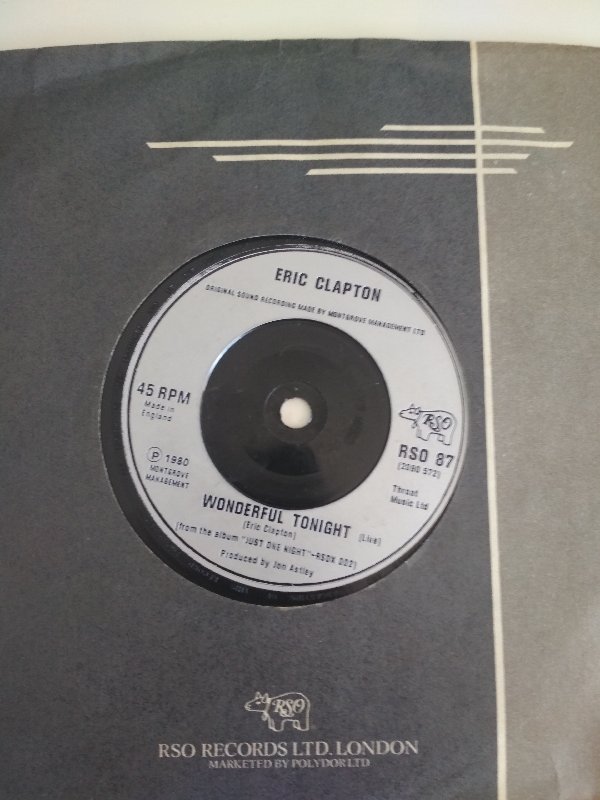 ERIC CLAPTON
ORIGINAL SOUND RECORDING MADE BY MONTGROVE MANAGEMENT LTD
45 RPM
Made in
England
RSO
RSO 87
(2090 572)
Ⓟ 1980
MONTGROVE
MANAGEMENT
Throat
Music Ltd
WONDERFUL TONIGHT
(Eric Clapton) (Live)
(from the album "JUST ONE NIGHT"-RSDX 002)
Produced by Jon Astley
RSO
RSO RECORDS LTD. LONDON
MARKETED BY POLYDOR LTD